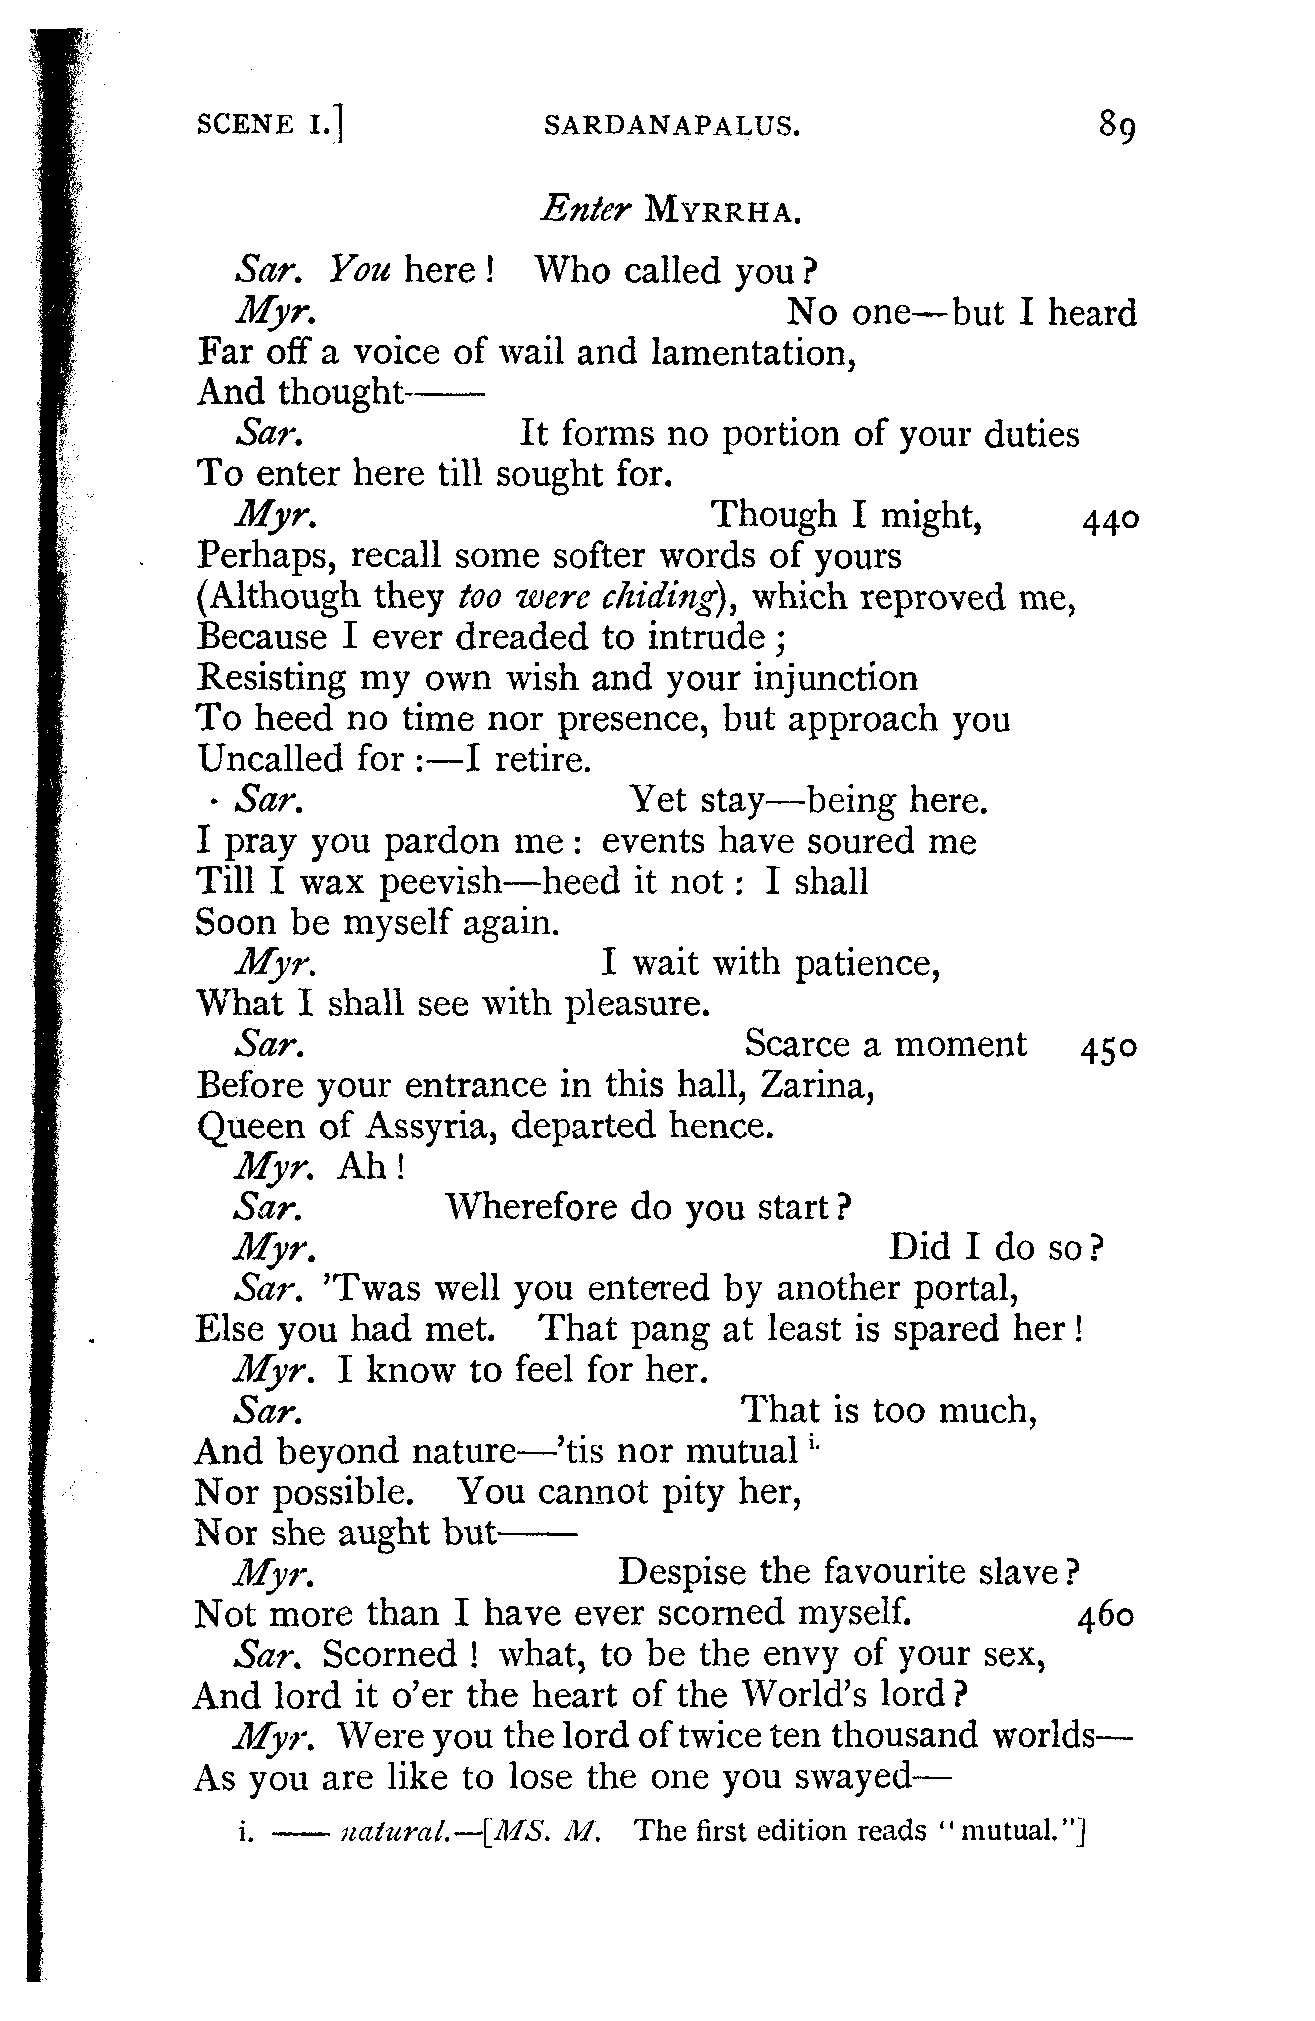 SCENE I.] SARDANAPALUS. 89
Enter MYRRHA.
Sar. You here! Who called you?
Myr. No one—but I heard
Far off a voice of wail and lamentation,
And thought——
Sar. It forms no portion of your duties
To enter here till sought for.
Myr. Though I might, 440
Perhaps, recall some softer words of yours
(Although they too were chiding), which reproved me,
Because I ever dreaded to intrude;
Resisting my own wish and your injunction
To heed no time nor presence, but approach you
Uncalled for:—I retire.
Sar. Yet stay—being here.
I pray you pardon me: events have soured me
Till I wax peevish—heed it not: I shall
Soon be myself again.
Myr. I wait with patience,
What I shall see with pleasure.
Sar. Scarce a moment 450
Before your entrance in this hall, Zarina,
Queen of Assyria, departed hence.
Myr. Ah!
Sar. Wherefore do you start?
Myr. Did I do so?
Sar. 'Twas well you entered by another portal,
Else you had met. That pang at least is spared her!
Myr. I know to feel for her.
Sar. That is too much,
And beyond nature—'tis nor mutual i.
Nor possible. You cannot pity her,
Nor she aught but——
Myr. Despise the favourite slave?
Not more than I have ever scorned myself. 460
Sar. Scorned! what, to be the envy of your sex,
And lord it o'er the heart of the World's lord?
Myr. Were you the lord of twice ten thousand worlds—
As you are like to lose the one you swayed—
i. —— natural.—[MS. M. The first edition reads "mutual."]